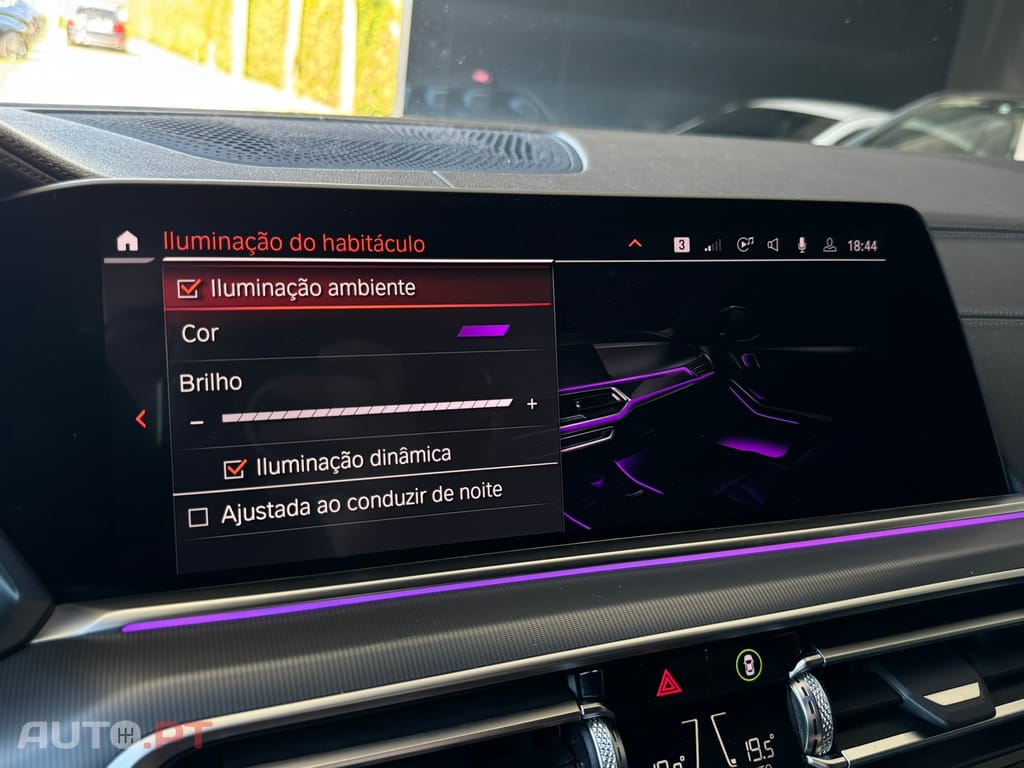 Iluminação do habitáculo
3
18:44
Iluminação ambiente
Cor
Brilho
− +
Iluminação dinâmica
Ajustada ao conduzir de noite
19.5°
AUTO.PT